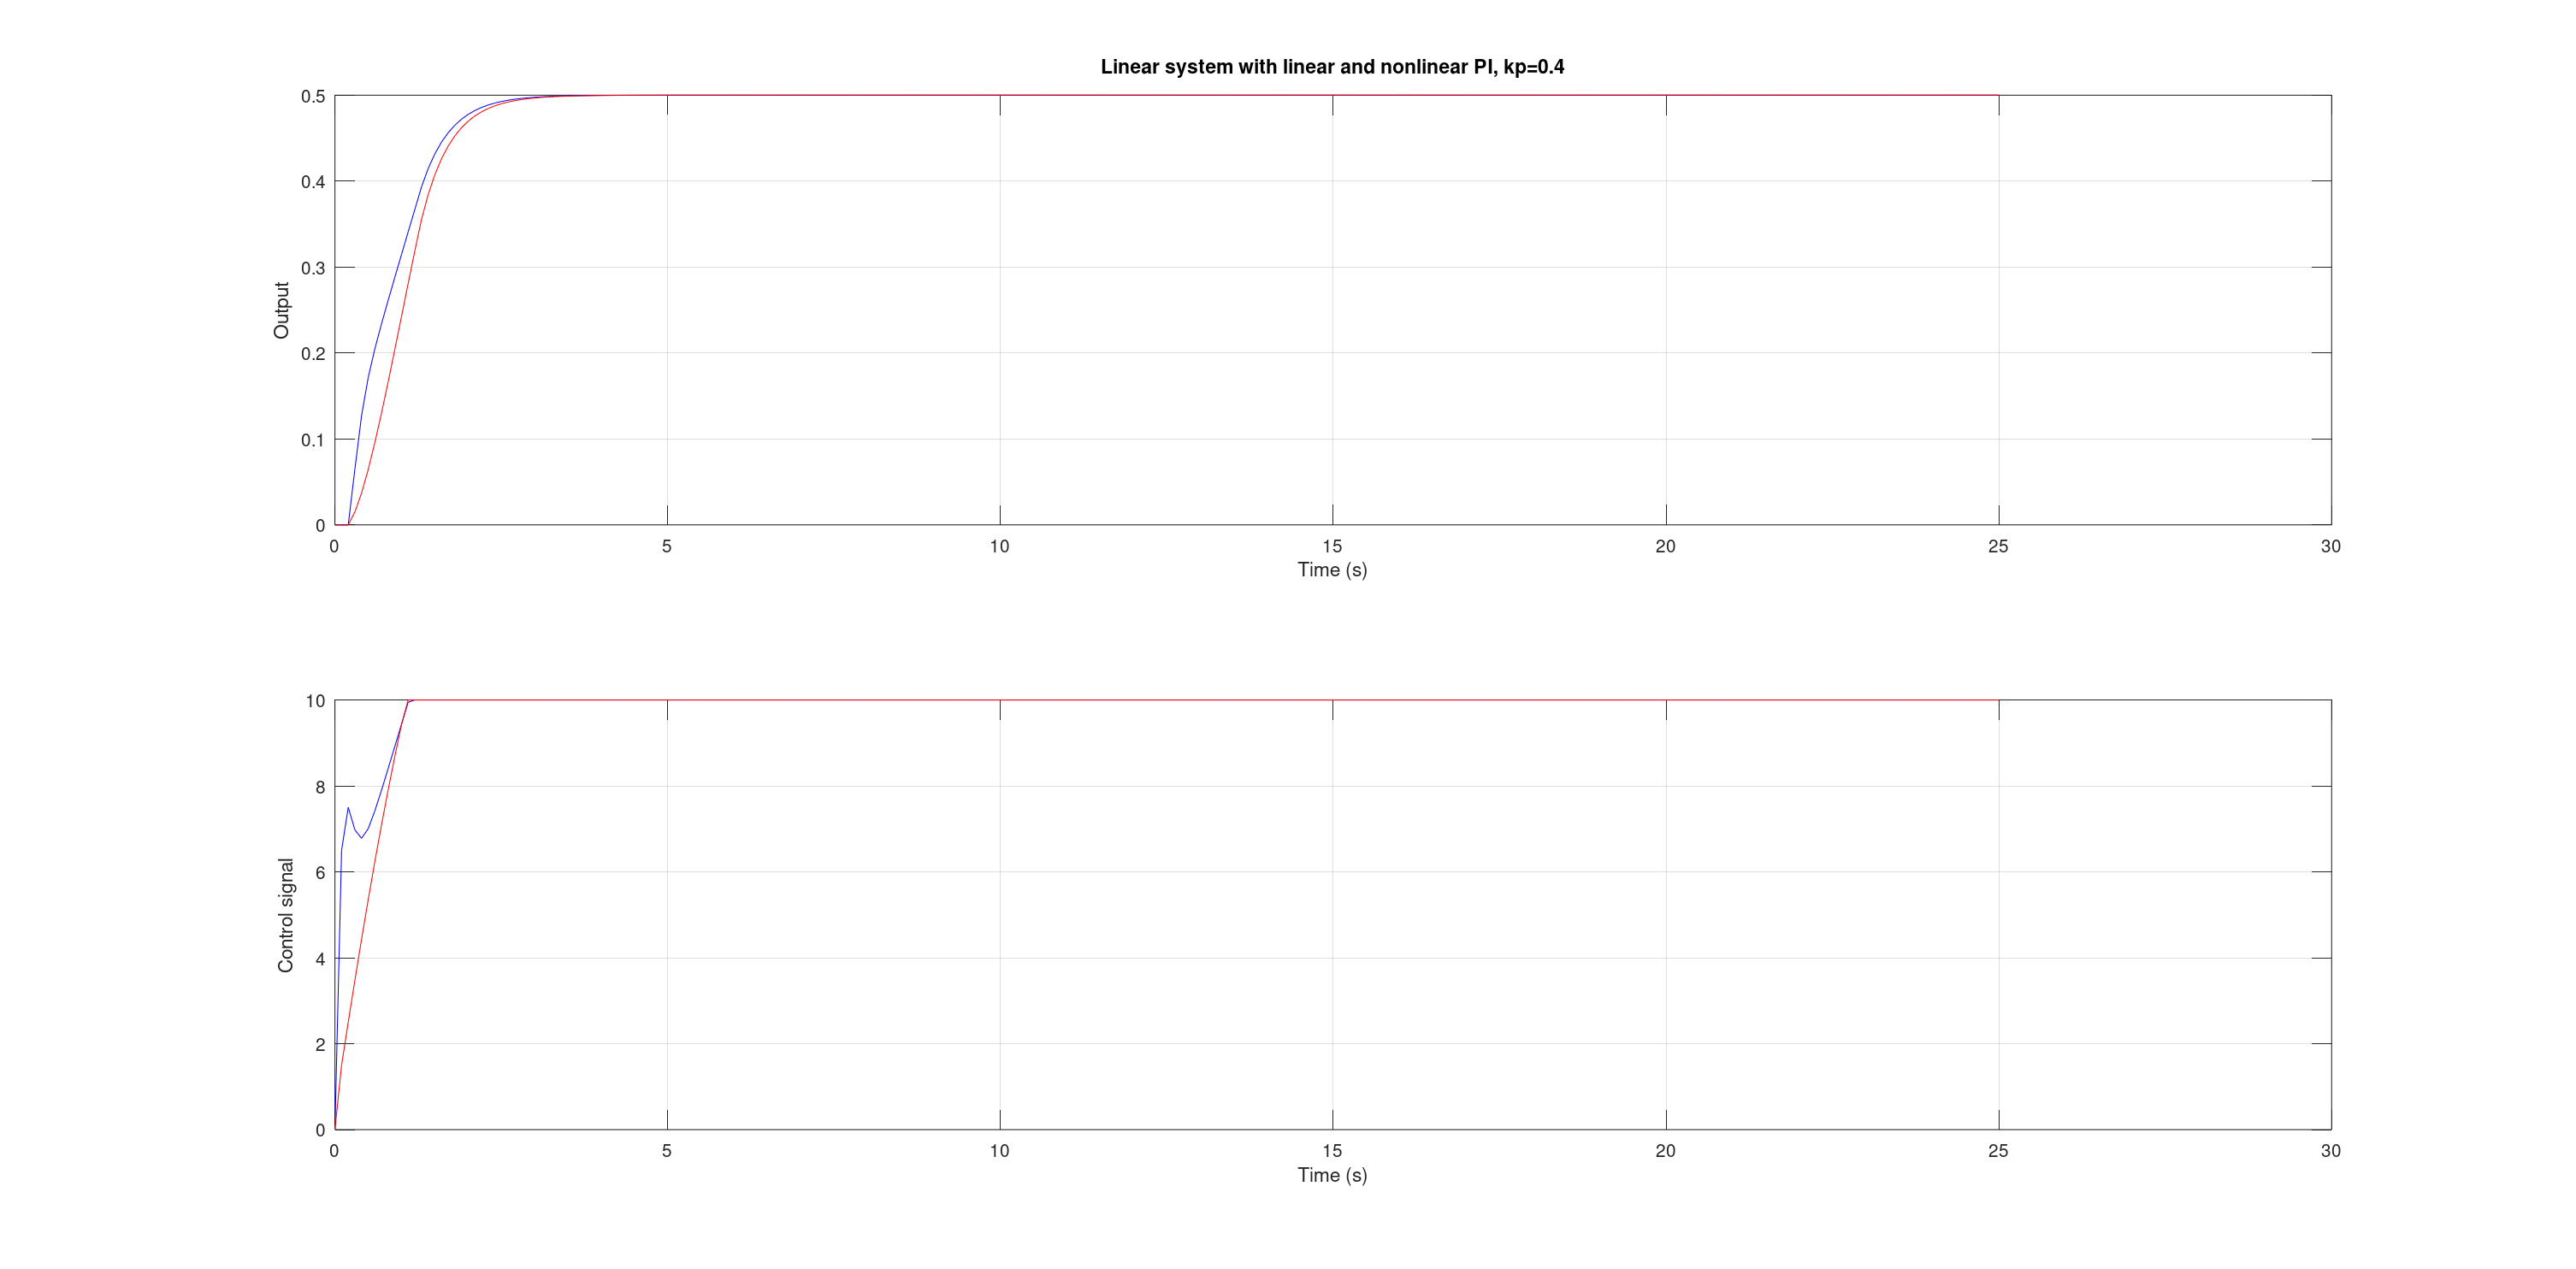 Linear system with linear and nonlinear PI, kp=0.4
0.5
0.4
0.3
0.2
0.1
0
Output
0 5 10 15 20 25 30
Time (s)
10
8
6
4
2
0
Control signal
0 5 10 15 20 25 30
Time (s)